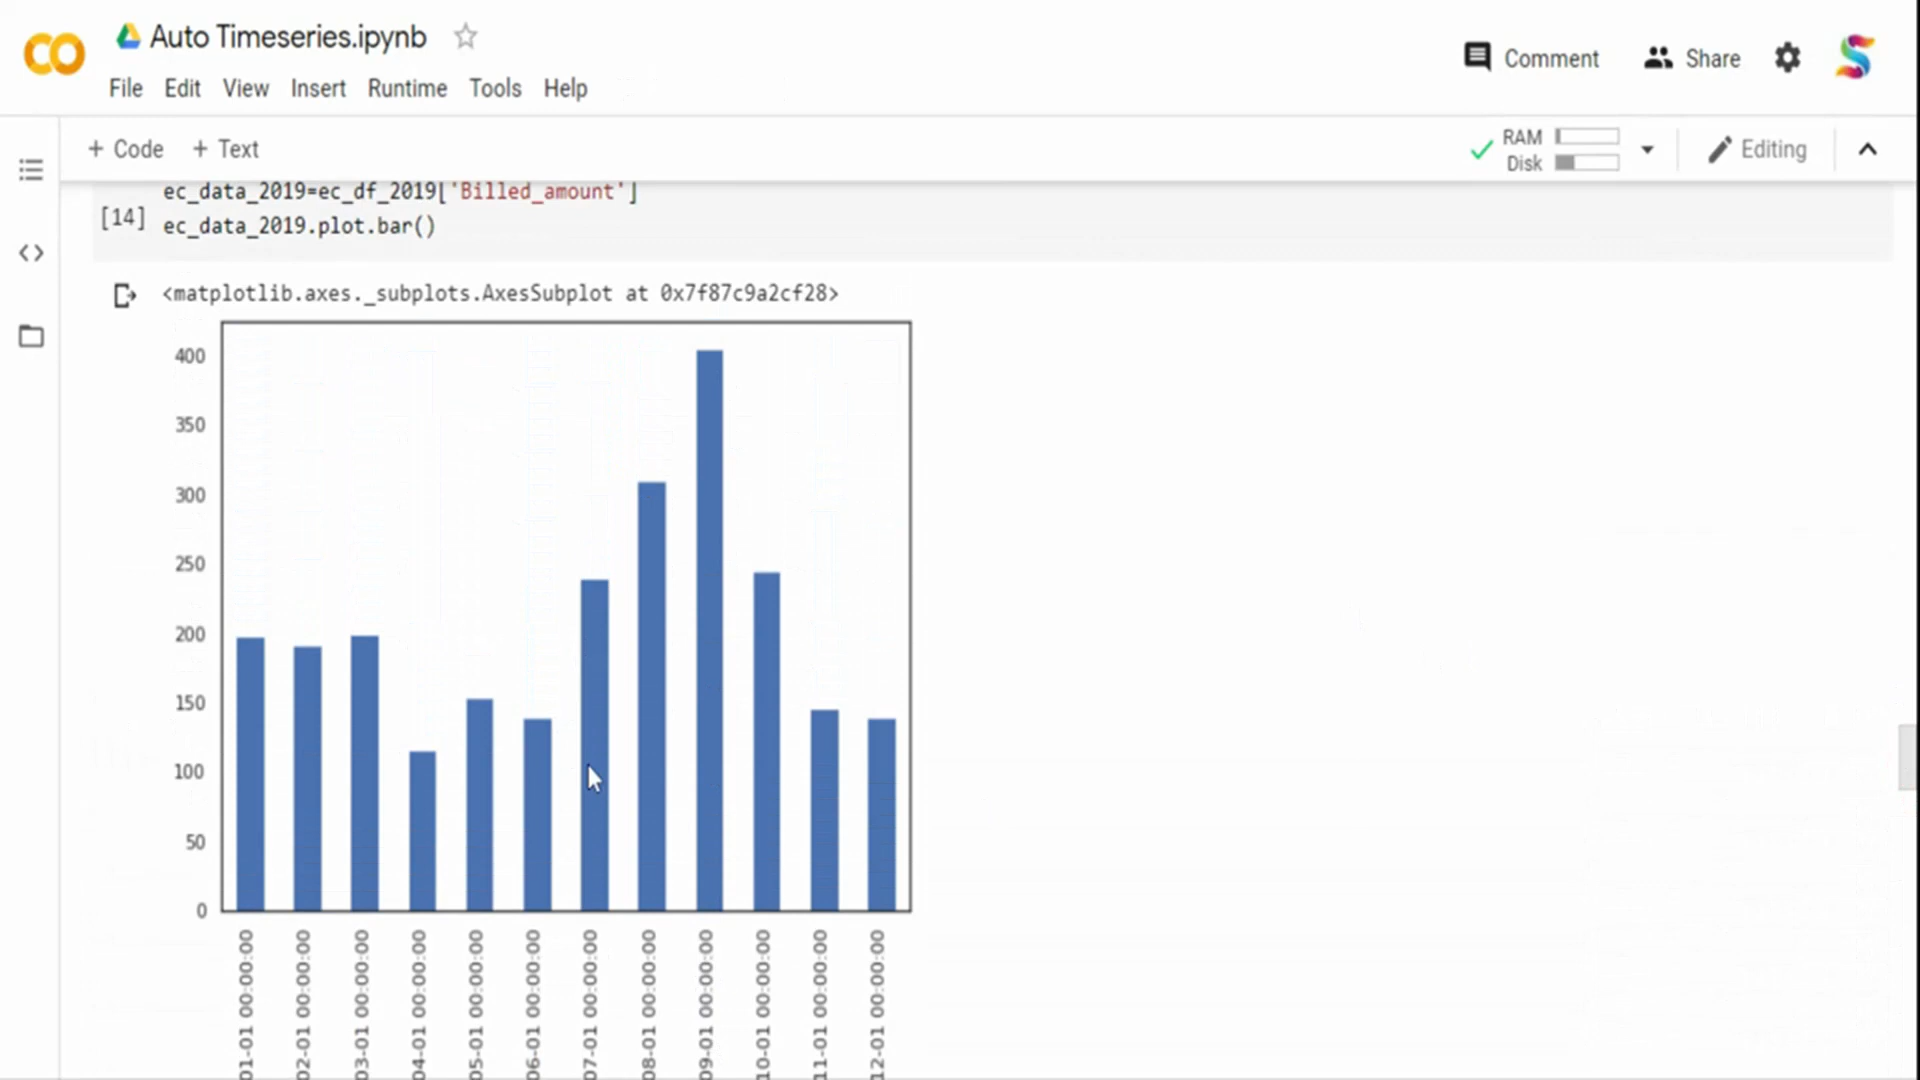 Auto Timeseries.ipynb
Comment
Share
File Edit View Insert Runtime Tools Help
+ Code + Text
RAM
Disk
Editing
ec_data_2019=ec_df_2019['Billed_amount']
[14] ec_data_2019.plot.bar()
<matplotlib.axes._subplots.AxesSubplot at 0x7f87c9a2cf28>
400
350
300
250
200
150
100
50
0
01-01 00:00:00
02-01 00:00:00
03-01 00:00:00
04-01 00:00:00
05-01 00:00:00
06-01 00:00:00
07-01 00:00:00
08-01 00:00:00
09-01 00:00:00
10-01 00:00:00
11-01 00:00:00
12-01 00:00:00